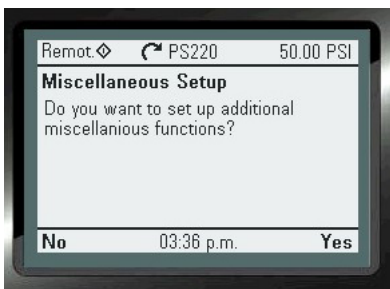 Remot. PS220 50.00 PSI
Miscellaneous Setup
Do you want to set up additional
miscellanious functions?
No 03:36 p.m. Yes